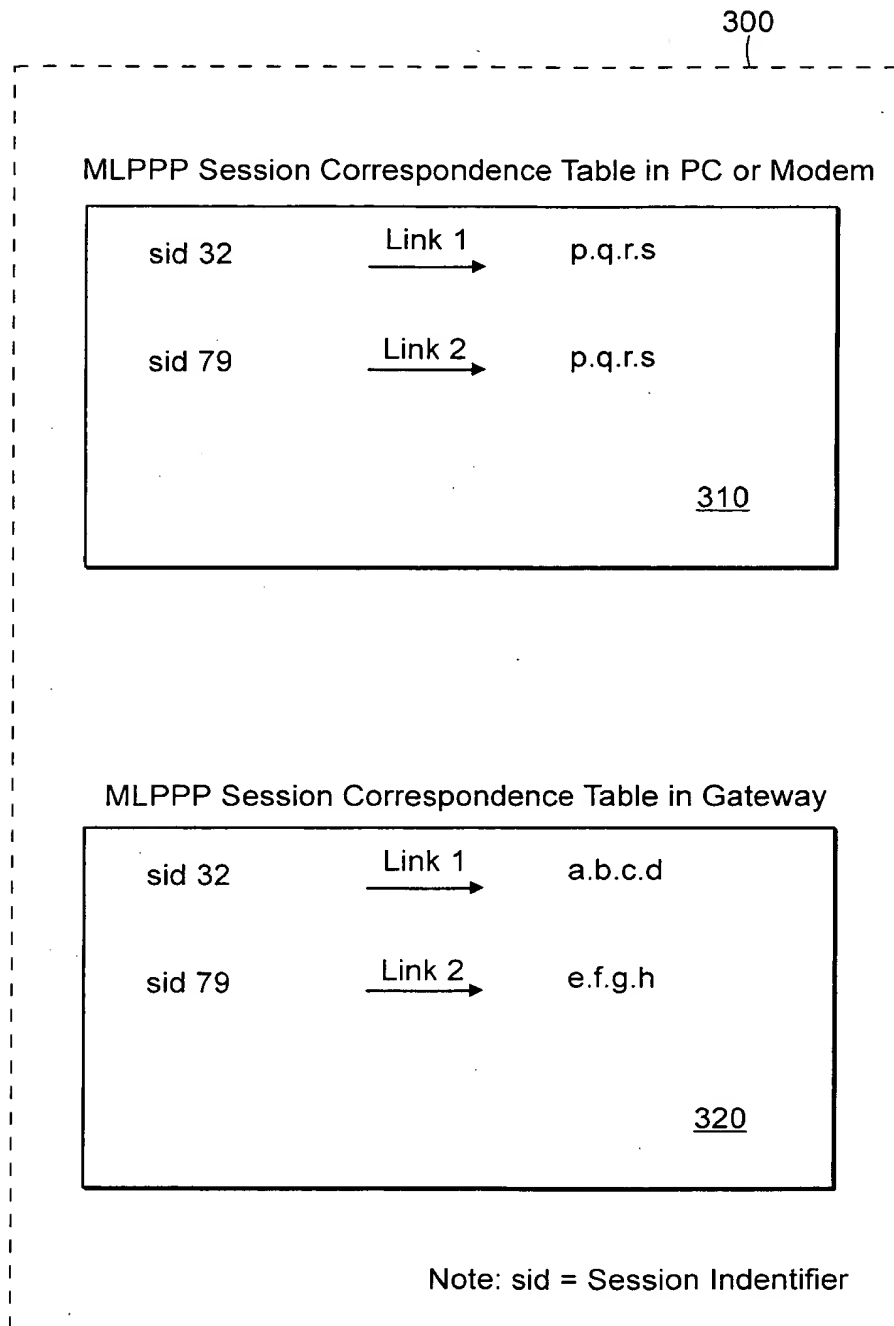 300
MLPPP Session Correspondence Table in PC or Modem
sid 32 Link 1 p.q.r.s
sid 79 Link 2 p.q.r.s
310
MLPPP Session Correspondence Table in Gateway
sid 32 Link 1 a.b.c.d
sid 79 Link 2 e.f.g.h
320
Note: sid = Session Indentifier